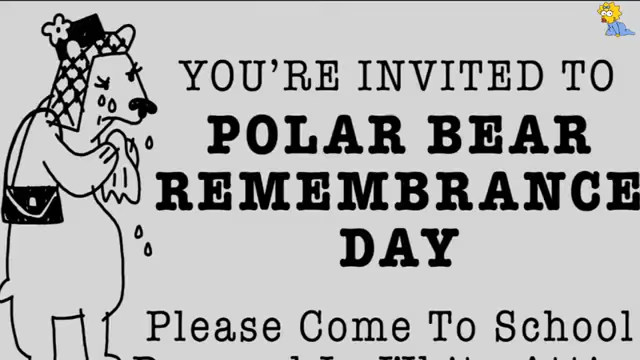 YOU'RE INVITED TO
POLAR BEAR
REMEMBRANCE
DAY
Please Come To School